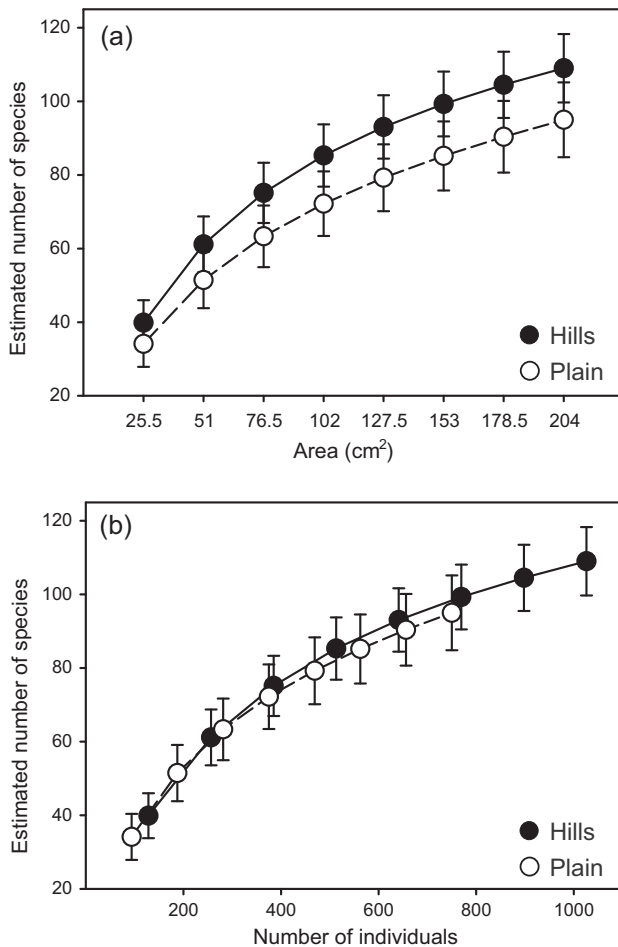 (a)
120
100
80
60
40
20
Estimated number of species
Hills
Plain
25.5 51 76.5 102 127.5 153 178.5 204
Area (cm²)
(b)
120
100
80
60
40
20
Estimated number of species
Hills
Plain
200 400 600 800 1000
Number of individuals